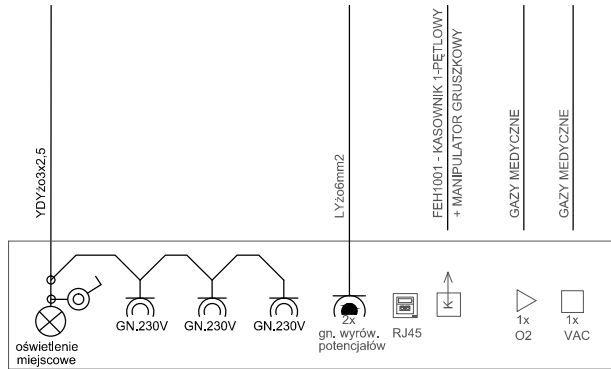 YDYżo3x2,5
LYżo6mm2
FEH1001 - KASOWNIK 1-PĘTLOWY
+ MANIPULATOR GRUSZKOWY
GAZY MEDYCZNE
GAZY MEDYCZNE
GN.230V
GN.230V
GN.230V
oświetlenie
miejscowe
2x
gn. wyrów.
potencjałów
RJ45
1x
O2
1x
VAC